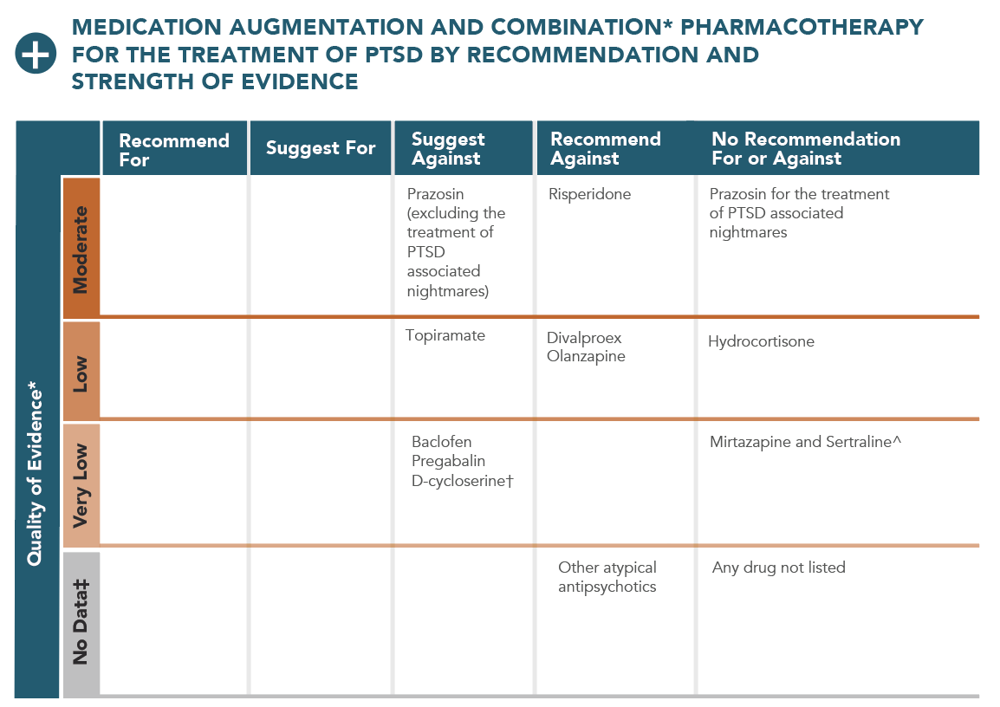 MEDICATION AUGMENTATION AND COMBINATION* PHARMACOTHERAPY
FOR THE TREATMENT OF PTSD BY RECOMMENDATION AND
STRENGTH OF EVIDENCE
Recommend
For
Suggest For
Suggest
Against
Recommend
Against
No Recommendation
For or Against
Quality of Evidence*
Moderate
Prazosin
(excluding the
treatment of
PTSD
associated
nightmares)
Risperidone
Prazosin for the treatment
of PTSD associated
nightmares
Low
Topiramate
Divalproex
Olanzapine
Hydrocortisone
Very Low
Baclofen
Pregabalin
D-cycloserine†
Mirtazapine and Sertraline^
No Data‡
Other atypical
antipsychotics
Any drug not listed